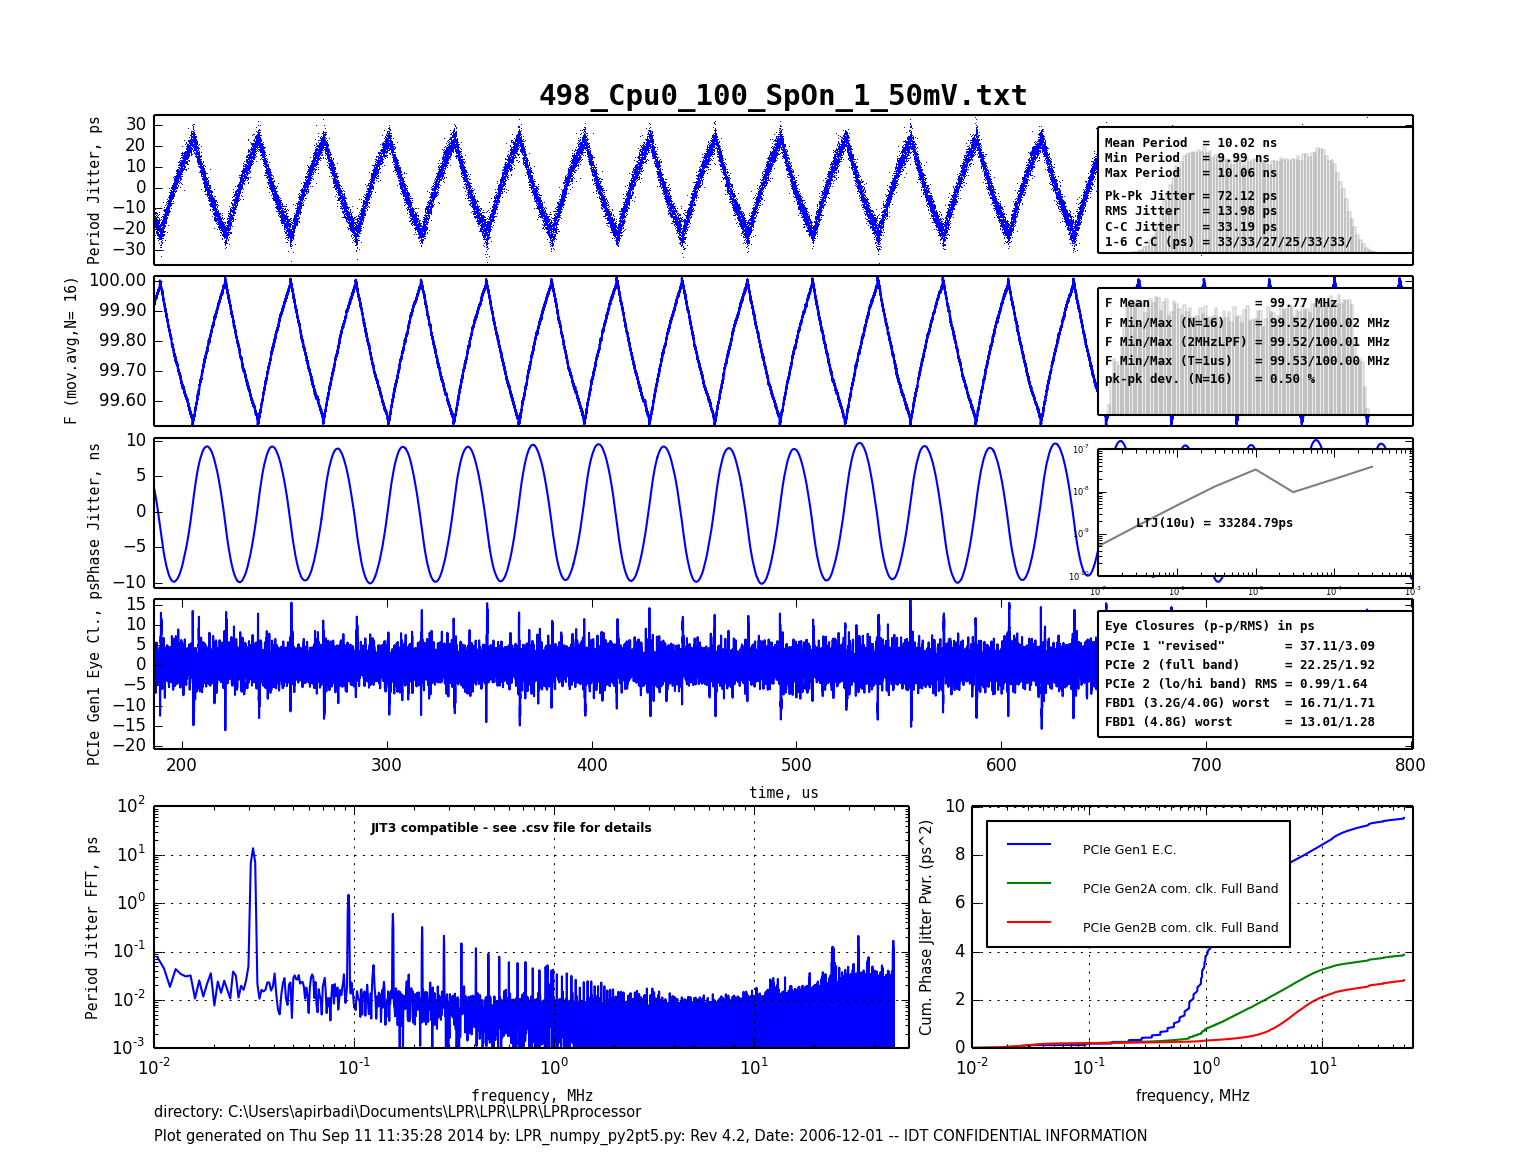 498_Cpu0_100_SpOn_1_50mV.txt
Period Jitter, ps
30
20
10
0
−10
−20
−30
Mean Period = 10.02 ns
Min Period = 9.99 ns
Max Period = 10.06 ns
Pk-Pk Jitter = 72.12 ps
RMS Jitter = 13.98 ps
C-C Jitter = 33.19 ps
1-6 C-C (ps) = 33/33/27/25/33/33/
F (mov.avg,N= 16)
100.00
99.90
99.80
99.70
99.60
F Mean = 99.77 MHz
F Min/Max (N=16) = 99.52/100.02 MHz
F Min/Max (2MHzLPF) = 99.52/100.01 MHz
F Min/Max (T=1us) = 99.53/100.00 MHz
pk-pk dev. (N=16) = 0.50 %
Phase Jitter, ns
10
5
0
−5
−10
10^-7
10^-8
10^-9
LTJ(10u) = 33284.79ps
PCIe Gen1 Eye Cl., ps
15
10
5
0
−5
−10
−15
−20
Eye Closures (p-p/RMS) in ps
PCIe 1 "revised" = 37.11/3.09
PCIe 2 (full band) = 22.25/1.92
PCIe 2 (lo/hi band) RMS = 0.99/1.64
FBD1 (3.2G/4.0G) worst = 16.71/1.71
FBD1 (4.8G) worst = 13.01/1.28
200 300 400 500 600 700 800
time, us
Period Jitter FFT, ps
10^2
10^1
10^0
10^-1
10^-2
10^-3
JIT3 compatible - see .csv file for details
10^-2 10^-1 10^0 10^1
frequency, MHz
Cum. Phase Jitter Pwr. (ps^2)
10
8
6
4
2
0
PCIe Gen1 E.C.
PCIe Gen2A com. clk. Full Band
PCIe Gen2B com. clk. Full Band
10^-2 10^-1 10^0 10^1
frequency, MHz
directory: C:\Users\apirbadi\Documents\LPR\LPR\LPR\LPRprocessor
Plot generated on Thu Sep 11 11:35:28 2014 by: LPR_numpy_py2pt5.py: Rev 4.2, Date: 2006-12-01 -- IDT CONFIDENTIAL INFORMATION